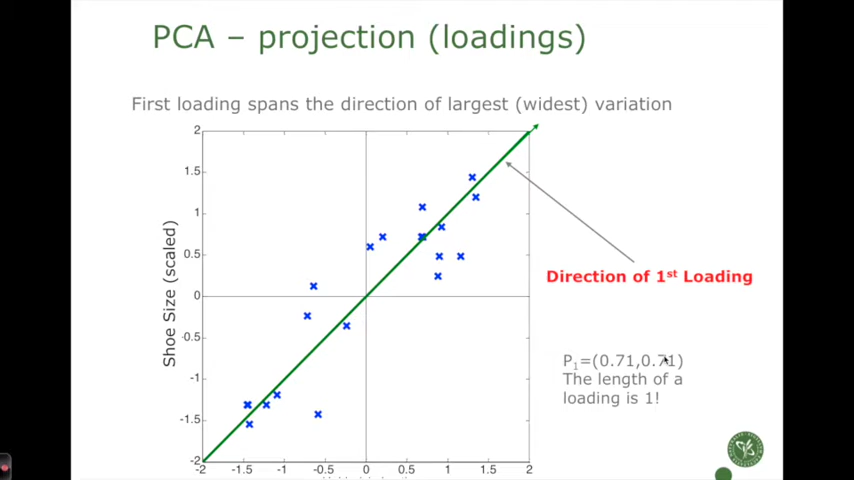 PCA – projection (loadings)
First loading spans the direction of largest (widest) variation
2
1.5
1
0.5
0
-0.5
-1
-1.5
-2
Shoe Size (scaled)
-2 -1.5 -1 -0.5 0 0.5 1 1.5 2
Direction of 1st Loading
P1=(0.71,0.71)
The length of a
loading is 1!